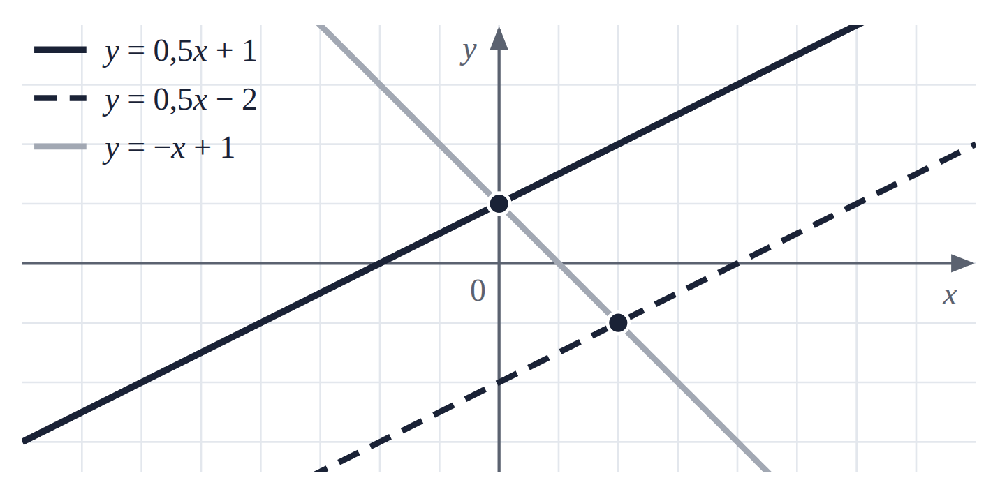 y = 0,5x + 1
y = 0,5x − 2
y = −x + 1
y
0
x